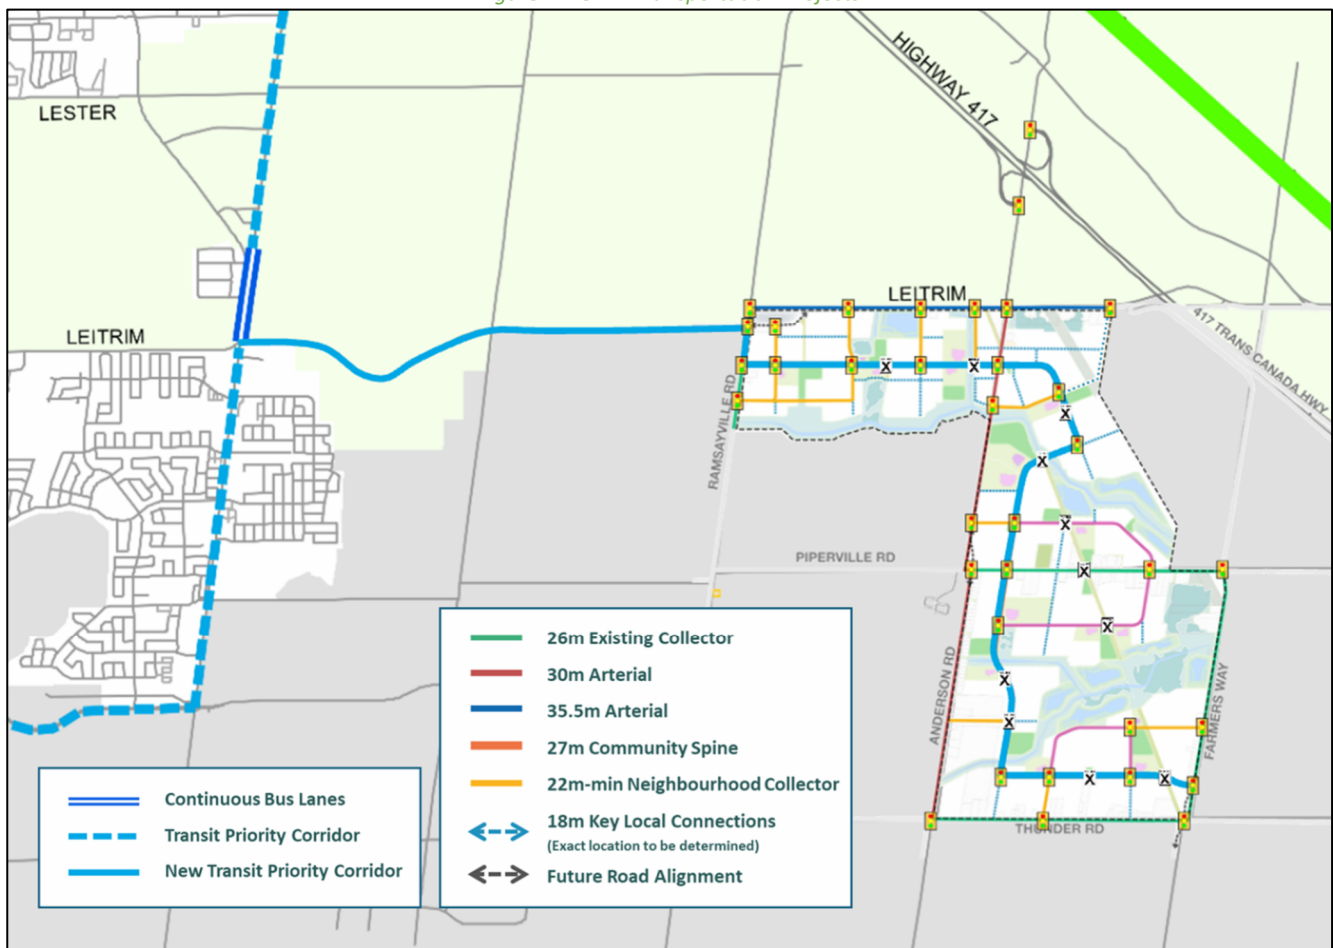 LESTER
HIGHWAY 417
LEITRIM
LEITRIM
417 TRANS CANADA HWY
RAMSAYVILLE RD
PIPERVILLE RD
ANDERSON RD
FARMERS WAY
THUNDER RD
X
X
X
X
X
X
X
X
X
X
X
26m Existing Collector
30m Arterial
35.5m Arterial
27m Community Spine
22m-min Neighbourhood Collector
18m Key Local Connections
(Exact location to be determined)
Future Road Alignment
Continuous Bus Lanes
Transit Priority Corridor
New Transit Priority Corridor